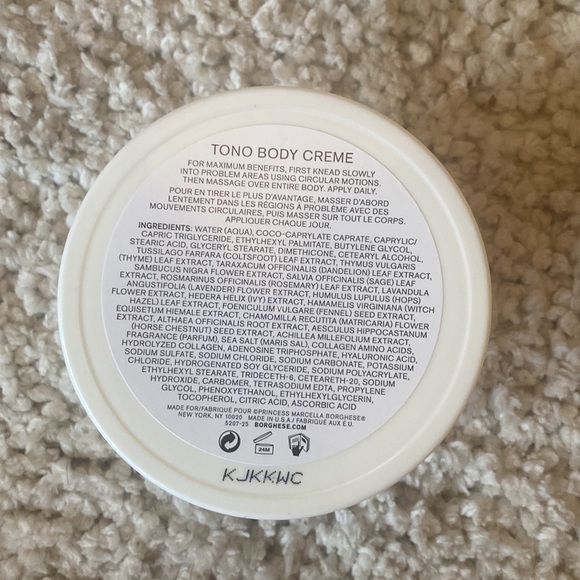 TONO BODY CREME
FOR MAXIMUM BENEFITS, FIRST KNEAD SLOWLY
INTO PROBLEM AREAS USING CIRCULAR MOTIONS.
THEN MASSAGE OVER ENTIRE BODY. APPLY DAILY.
POUR EN TIRER LE PLUS D'AVANTAGE, MASSER D'ABORD
LENTEMENT DANS LES RÉGIONS À PROBLÈME AVEC DES
MOUVEMENTS CIRCULAIRES, PUIS MASSER SUR TOUT LE CORPS.
APPLIQUER CHAQUE JOUR.
INGREDIENTS: WATER (AQUA), COCO-CAPRYLATE CAPRATE, CAPRYLIC/
CAPRIC TRIGLYCERIDE, ETHYLHEXYL PALMITATE, BUTYLENE GLYCOL,
STEARIC ACID, GLYCERYL STEARATE, DIMETHICONE, CETEARYL ALCOHOL,
TUSSILAGO FARFARA (COLTSFOOT) LEAF EXTRACT, THYMUS VULGARIS
(THYME) LEAF EXTRACT, TARAXACUM OFFICINALIS (DANDELION) LEAF EXTRACT,
SAMBUCUS NIGRA FLOWER EXTRACT, SALVIA OFFICINALIS (SAGE) LEAF
EXTRACT, ROSMARINUS OFFICINALIS (ROSEMARY) LEAF EXTRACT, LAVANDULA
ANGUSTIFOLIA (LAVENDER) FLOWER EXTRACT, HUMULUS LUPULUS (HOPS)
FLOWER EXTRACT, HEDERA HELIX (IVY) EXTRACT, HAMAMELIS VIRGINIANA (WITCH
HAZEL) LEAF EXTRACT, FOENICULUM VULGARE (FENNEL) SEED EXTRACT,
EQUISETUM HIEMALE EXTRACT, CHAMOMILLA RECUTITA (MATRICARIA) FLOWER
EXTRACT, ALTHAEA OFFICINALIS ROOT EXTRACT, AESCULUS HIPPOCASTANUM
(HORSE CHESTNUT) SEED EXTRACT, ACHILLEA MILLEFOLIUM EXTRACT,
FRAGRANCE (PARFUM), SEA SALT (MARIS SAL), COLLAGEN AMINO ACIDS,
HYDROLYZED COLLAGEN, ADENOSINE TRIPHOSPHATE, HYALURONIC ACID,
SODIUM SULFATE, SODIUM CHLORIDE, SODIUM CARBONATE, POTASSIUM
CHLORIDE, HYDROGENATED SOY GLYCERIDE, SODIUM POLYACRYLATE,
ETHYLHEXYL STEARATE, TRIDECETH-6, CETEARETH-20, SODIUM
HYDROXIDE, CARBOMER, TETRASODIUM EDTA, PROPYLENE
GLYCOL, PHENOXYETHANOL, ETHYLHEXYLGLYCERIN,
TOCOPHEROL, CITRIC ACID, ASCORBIC ACID
MADE FOR/FABRIQUÉ POUR ©PRINCESS MARCELLA BORGHESE®
NEW YORK, NY 10020 MADE IN U.S.A./ FABRIQUÉ AUX É.U.
5207-25 BORGHESE.COM
24M
KJKKWC